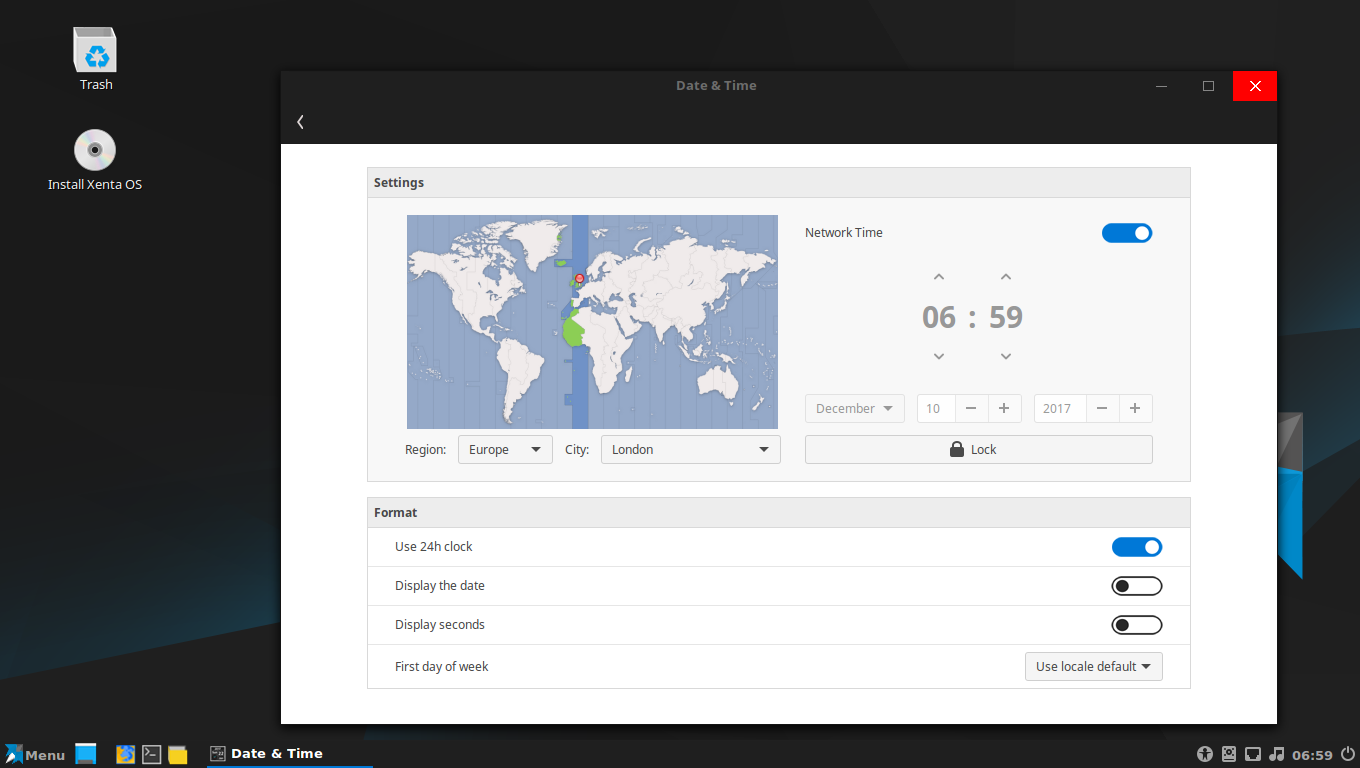 Trash
Install Xenta OS
Date & Time
Settings
Network Time
06 : 59
December 10 2017
Region: Europe City: London
Lock
Format
Use 24h clock
Display the date
Display seconds
First day of week Use locale default
Menu Date & Time 06:59